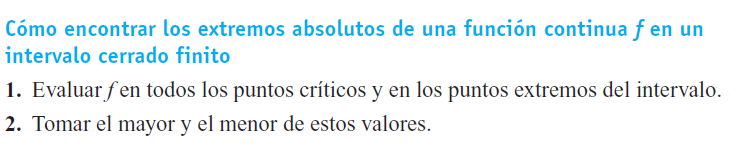 Cómo encontrar los extremos absolutos de una función continua f en un
intervalo cerrado finito
1. Evaluar f en todos los puntos críticos y en los puntos extremos del intervalo.
2. Tomar el mayor y el menor de estos valores.